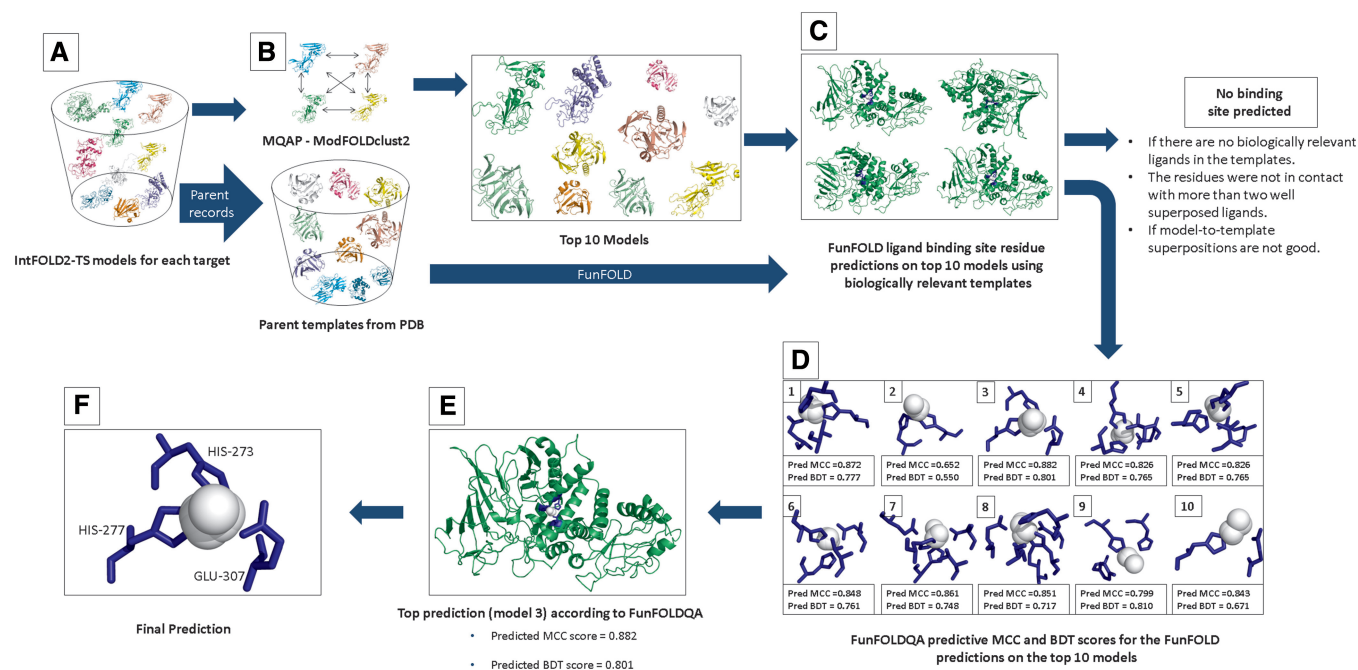 A
B
MQAP - ModFOLDclust2
Parent
records
IntFOLD2-TS models for each target
Parent templates from PDB
Top 10 Models
FunFOLD
C
FunFOLD ligand binding site residue
predictions on top 10 models using
biologically relevant templates
No binding
site predicted
• If there are no biologically relevant
ligands in the templates.
• The residues were not in contact
with more than two well
superposed ligands.
• If model-to-template
superpositions are not good.
D
1
2
3
4
5
Pred MCC =0.872
Pred BDT = 0.777
Pred MCC =0.652
Pred BDT = 0.550
Pred MCC =0.882
Pred BDT = 0.801
Pred MCC =0.826
Pred BDT = 0.765
Pred MCC =0.826
Pred BDT = 0.765
6
7
8
9
10
Pred MCC =0.848
Pred BDT = 0.761
Pred MCC =0.861
Pred BDT = 0.748
Pred MCC =0.851
Pred BDT = 0.717
Pred MCC =0.799
Pred BDT = 0.810
Pred MCC =0.843
Pred BDT = 0.671
FunFOLDQA predictive MCC and BDT scores for the FunFOLD
predictions on the top 10 models
E
Top prediction (model 3) according to FunFOLDQA
• Predicted MCC score = 0.882
• Predicted BDT score = 0.801
F
HIS-273
HIS-277
GLU-307
Final Prediction